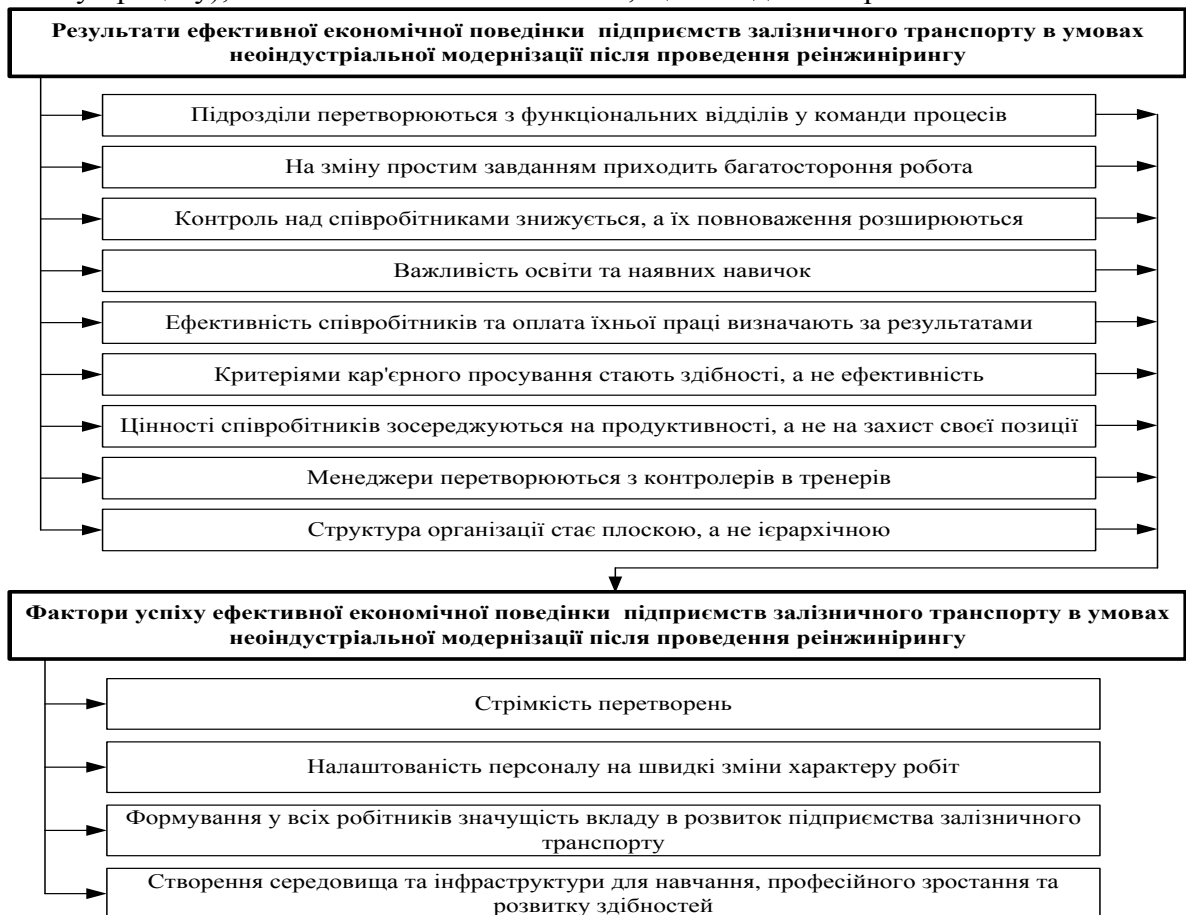 Результати ефективної економічної поведінки підприємств залізничного транспорту в умовах
неоіндустріальної модернізації після проведення реінжинірингу
Підрозділи перетворюються з функціональних відділів у команди процесів
На зміну простим завданням приходить багатостороння робота
Контроль над співробітниками знижується, а їх повноваження розширюються
Важливість освіти та наявних навичок
Ефективність співробітників та оплата їхньої праці визначають за результатами
Критеріями кар'єрного просування стають здібності, а не ефективність
Цінності співробітників зосереджуються на продуктивності, а не на захист своєї позиції
Менеджери перетворюються з контролерів в тренерів
Структура організації стає плоскою, а не ієрархічною
Фактори успіху ефективної економічної поведінки підприємств залізничного транспорту в умовах
неоіндустріальної модернізації після проведення реінжинірингу
Стрімкість перетворень
Налаштованість персоналу на швидкі зміни характеру робіт
Формування у всіх робітників значущість вкладу в розвиток підприємства залізничного
транспорту
Створення середовища та інфраструктури для навчання, професійного зростання та
розвитку здібностей